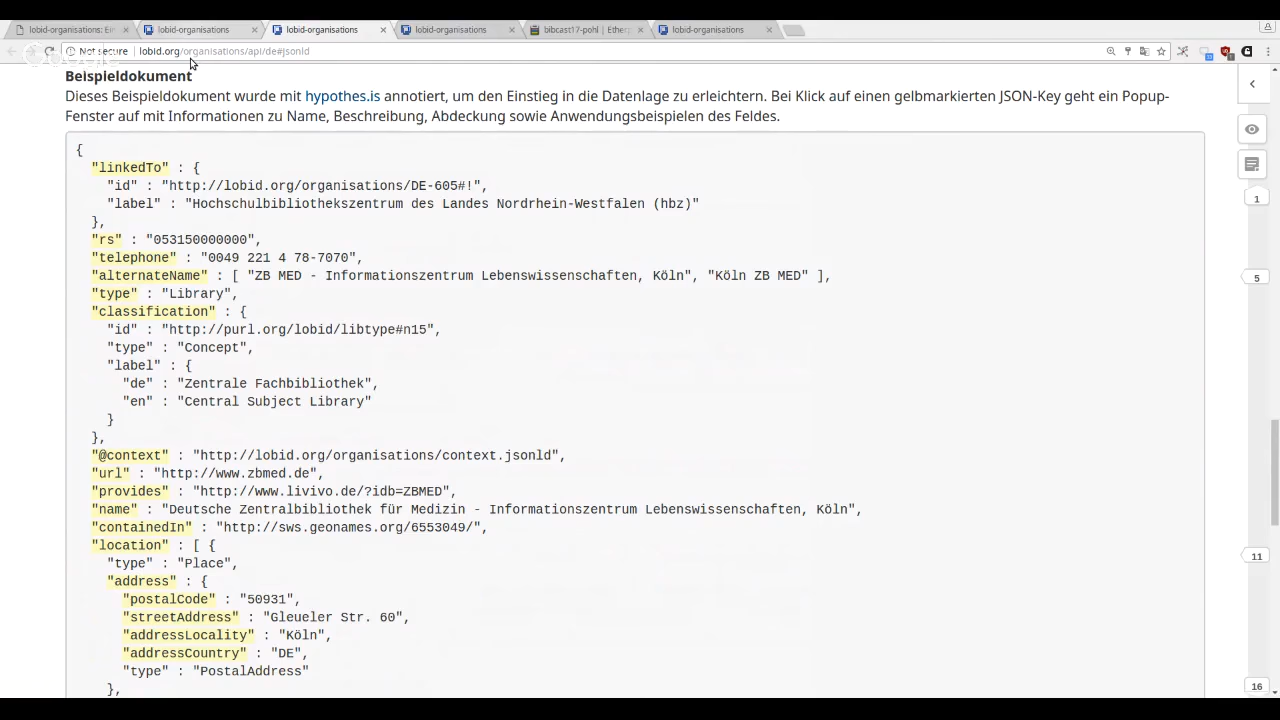 lobid-organisations: Ei
lobid-organisations
lobid-organisations
lobid-organisations
bibcast17-pohl | Etherp
lobid-organisations
Not secure | lobid.org/organisations/api/de#jsonld
Beispieldokument
Dieses Beispieldokument wurde mit hypothes.is annotiert, um den Einstieg in die Datenlage zu erleichtern. Bei Klick auf einen gelbmarkierten JSON-Key geht ein Popup-
Fenster auf mit Informationen zu Name, Beschreibung, Abdeckung sowie Anwendungsbeispielen des Feldes.
{
"linkedTo" : {
"id" : "http://lobid.org/organisations/DE-605#!",
"label" : "Hochschulbibliothekszentrum des Landes Nordrhein-Westfalen (hbz)"
},
"rs" : "053150000000",
"telephone" : "0049 221 4 78-7070",
"alternateName" : [ "ZB MED - Informationszentrum Lebenswissenschaften, Köln", "Köln ZB MED" ],
"type" : "Library",
"classification" : {
"id" : "http://purl.org/lobid/libtype#n15",
"type" : "Concept",
"label" : {
"de" : "Zentrale Fachbibliothek",
"en" : "Central Subject Library"
}
},
"@context" : "http://lobid.org/organisations/context.jsonld",
"url" : "http://www.zbmed.de",
"provides" : "http://www.livivo.de/?idb=ZBMED",
"name" : "Deutsche Zentralbibliothek für Medizin - Informationszentrum Lebenswissenschaften, Köln",
"containedIn" : "http://sws.geonames.org/6553049/",
"location" : [ {
"type" : "Place",
"address" : {
"postalCode" : "50931",
"streetAddress" : "Gleueler Str. 60",
"addressLocality" : "Köln",
"addressCountry" : "DE",
"type" : "PostalAddress"
},
1
5
11
16